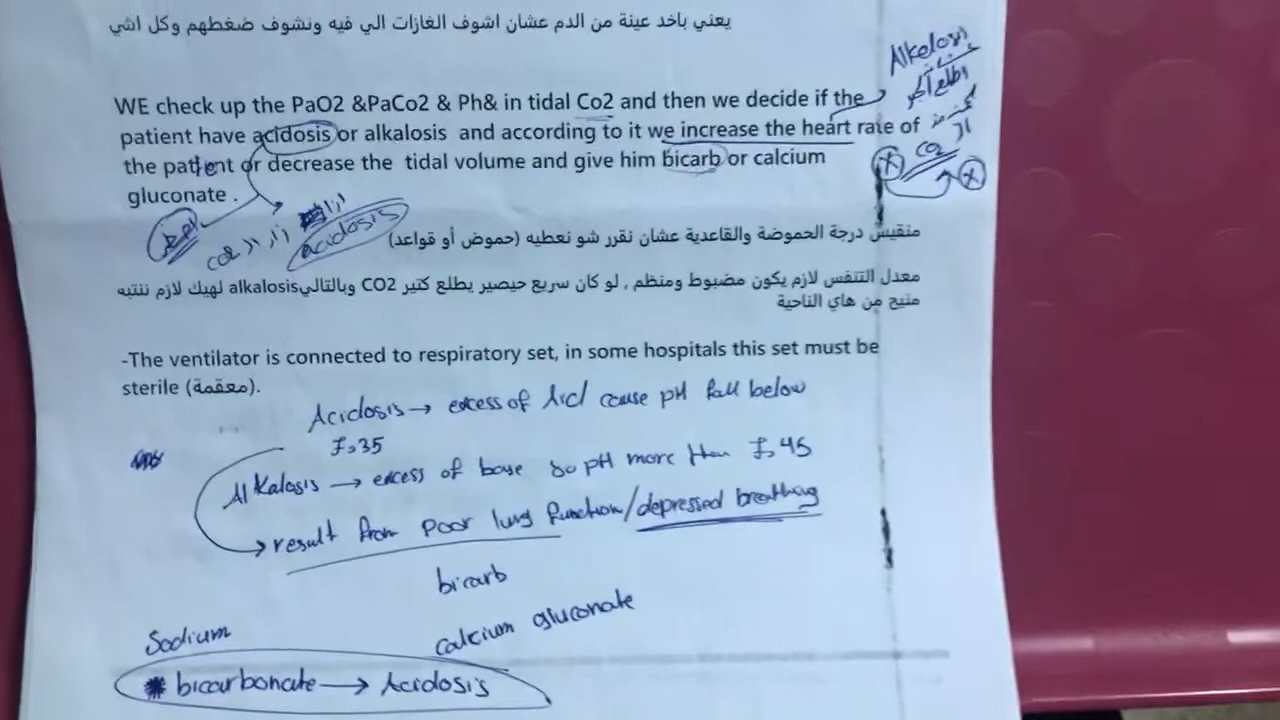 يعني باخد عينة من الدم عشان اشوف الغازات الي فيه ونشوف ضغطهم وكل اشي
Alkelosis
WE check up the PaO2 &PaCo2 & Ph& in tidal Co2 and then we decide if the
patient have acidosis or alkalosis and according to it we increase the heart rate of
the patient or decrease the tidal volume and give him bicarb or calcium
gluconate .
CO2
co2
acidosis
منقيس درجة الحموضة والقاعدية عشان نقرر شو نعطيه (حموض أو قواعد)
معدل التنفس لازم يكون مضبوط ومنظم , لو كان سريع حيصير يطلع كتير CO2 وبالتالي alkalosis لهيك لازم ننتبه
منيح من هاي الناحية
-The ventilator is connected to respiratory set, in some hospitals this set must be
sterile (معقمة).
Acidosis → excess of Acid cause pH fall below
7.35
Alkalosis → excess of base so pH more than 7.45
→ result from Poor lung function/depressed breathing
bicarb
calcium gluconate
Sodium
bicarbonate → Acidosis